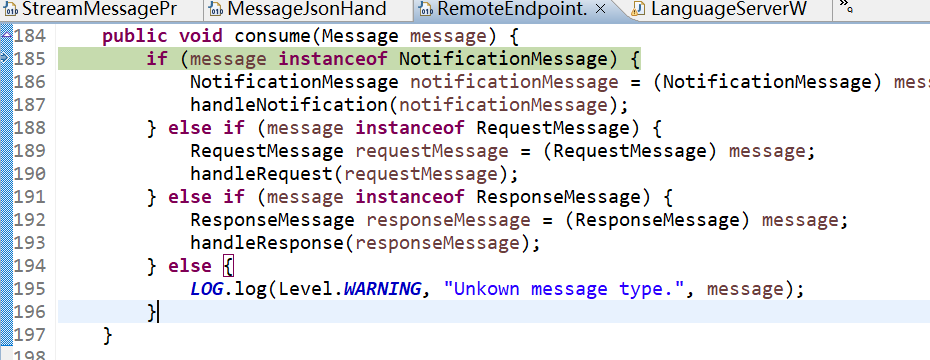 StreamMessagePr MessageJsonHand RemoteEndpoint. LanguageServerW
184 public void consume(Message message) {
185 if (message instanceof NotificationMessage) {
186 NotificationMessage notificationMessage = (NotificationMessage) mes
187 handleNotification(notificationMessage);
188 } else if (message instanceof RequestMessage) {
189 RequestMessage requestMessage = (RequestMessage) message;
190 handleRequest(requestMessage);
191 } else if (message instanceof ResponseMessage) {
192 ResponseMessage responseMessage = (ResponseMessage) message;
193 handleResponse(responseMessage);
194 } else {
195 LOG.log(Level.WARNING, "Unkown message type.", message);
196 }
197 }
198